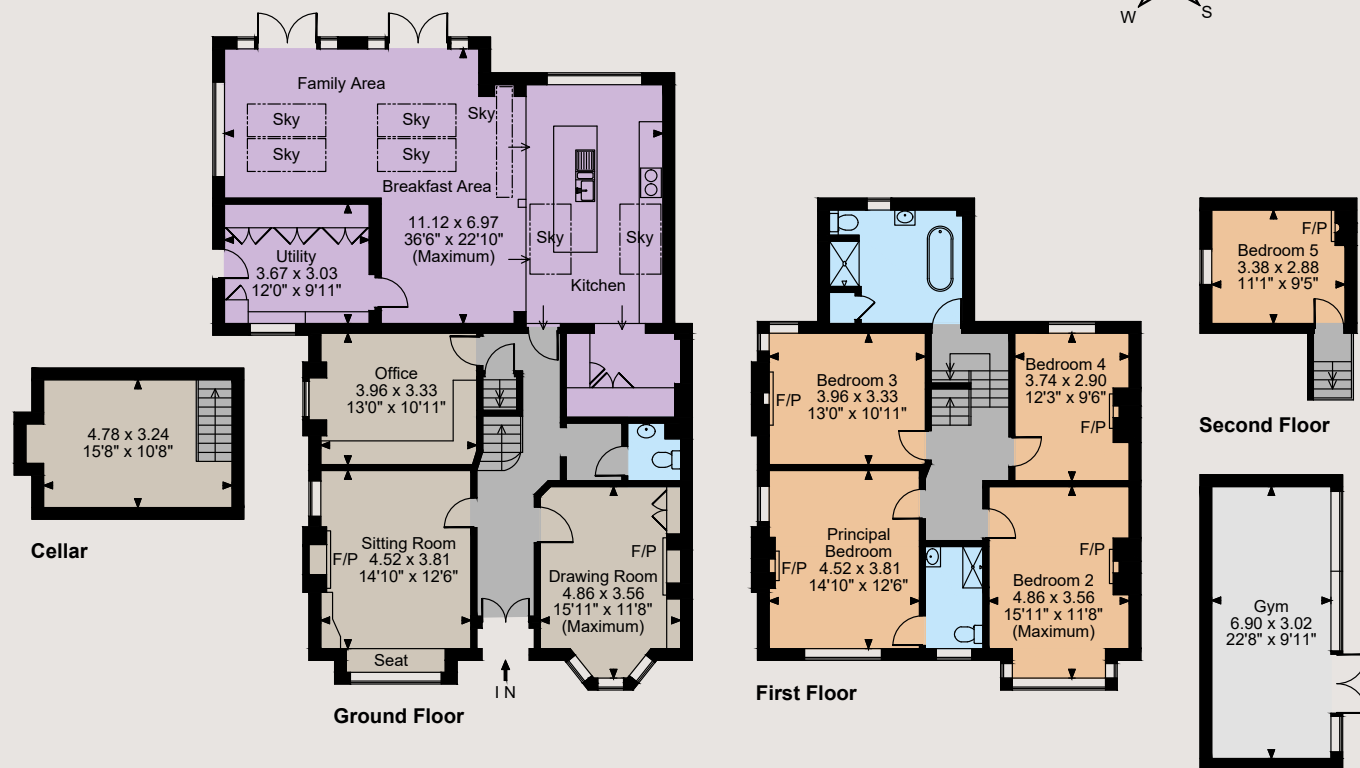 W
S
Family Area
Sky
Sky
Sky
Sky
Sky
Breakfast Area
11.12 x 6.97
36'6" x 22'10"
(Maximum)
Sky
Sky
Kitchen
Utility
3.67 x 3.03
12'0" x 9'11"
Office
3.96 x 3.33
13'0" x 10'11"
Sitting Room
4.52 x 3.81
14'10" x 12'6"
F/P
Seat
Drawing Room
4.86 x 3.56
15'11" x 11'8"
(Maximum)
F/P
IN
Ground Floor
4.78 x 3.24
15'8" x 10'8"
Cellar
Bedroom 3
3.96 x 3.33
13'0" x 10'11"
F/P
Bedroom 4
3.74 x 2.90
12'3" x 9'6"
F/P
Principal
Bedroom
4.52 x 3.81
14'10" x 12'6"
F/P
Bedroom 2
4.86 x 3.56
15'11" x 11'8"
(Maximum)
F/P
First Floor
F/P
Bedroom 5
3.38 x 2.88
11'1" x 9'5"
Second Floor
Gym
6.90 x 3.02
22'8" x 9'11"